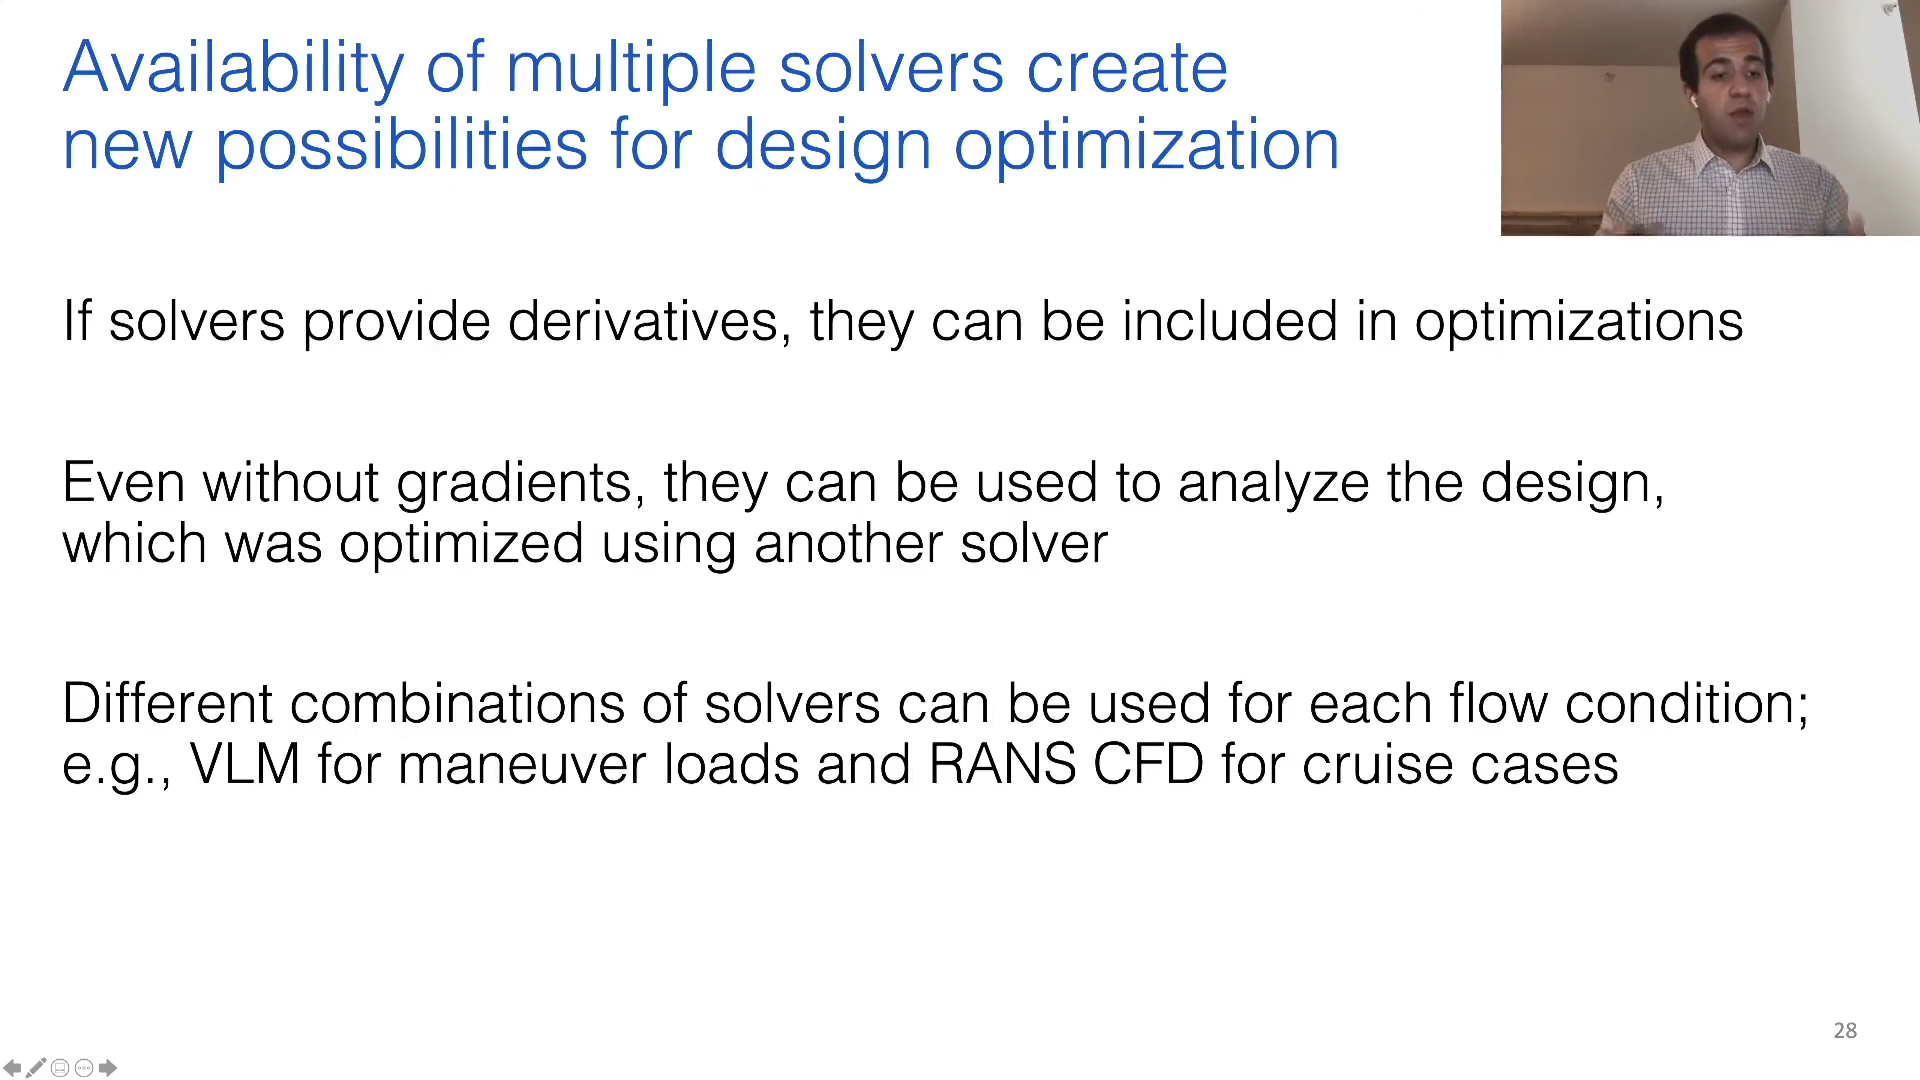 Availability of multiple solvers create
new possibilities for design optimization
If solvers provide derivatives, they can be included in optimizations
Even without gradients, they can be used to analyze the design,
which was optimized using another solver
Different combinations of solvers can be used for each flow condition;
e.g., VLM for maneuver loads and RANS CFD for cruise cases
28